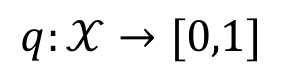 𝑞: 𝒳 → [0,1]